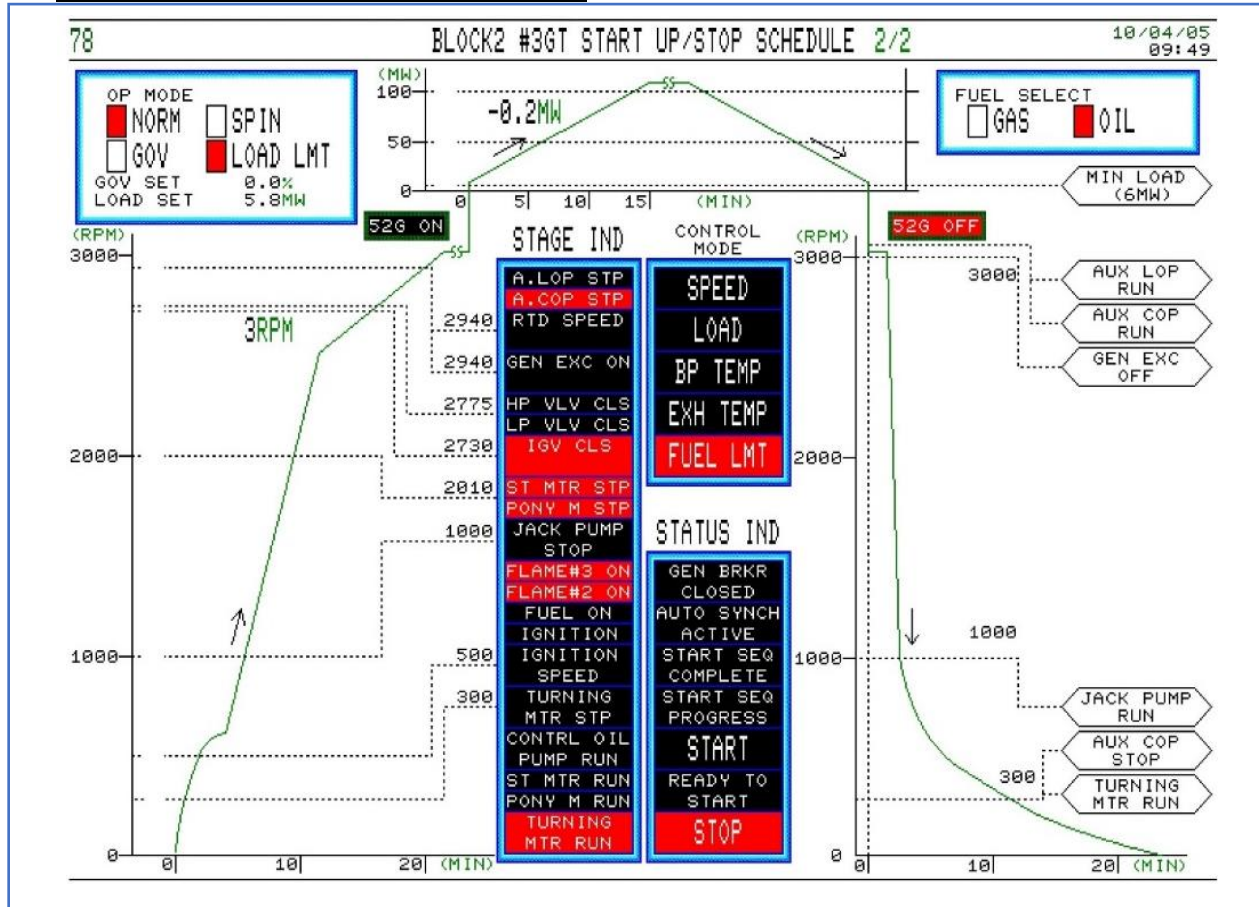 78
BLOCK2 #3GT START UP/STOP SCHEDULE 2/2
10/04/05
09:49
OP MODE
NORM SPIN
GOV LOAD LMT
GOV SET 0.0%
LOAD SET 5.8MW
(MW)
100
50
0
-0.2MW
0 5 10 15 (MIN)
FUEL SELECT
GAS OIL
MIN LOAD
(6MW)
52G ON
52G OFF
(RPM)
3000
2000
1000
0
3RPM
0 10 20 (MIN)
2940
2940
2775
2730
2010
1000
500
300
STAGE IND
A.LOP STP
A.COP STP
RTD SPEED
GEN EXC ON
HP VLV CLS
LP VLV CLS
IGV CLS
ST MTR STP
PONY M STP
JACK PUMP
STOP
FLAME#3 ON
FLAME#2 ON
FUEL ON
IGNITION
IGNITION
SPEED
TURNING
MTR STP
CONTRL OIL
PUMP RUN
ST MTR RUN
PONY M RUN
TURNING
MTR RUN
CONTROL
MODE
SPEED
LOAD
BP TEMP
EXH TEMP
FUEL LMT
STATUS IND
GEN BRKR
CLOSED
AUTO SYNCH
ACTIVE
START SEQ
COMPLETE
START SEQ
PROGRESS
START
READY TO
START
STOP
(RPM)
3000
2000
1000
0
0 10 20 (MIN)
3000
1000
300
AUX LOP
RUN
AUX COP
RUN
GEN EXC
OFF
JACK PUMP
RUN
AUX COP
STOP
TURNING
MTR RUN